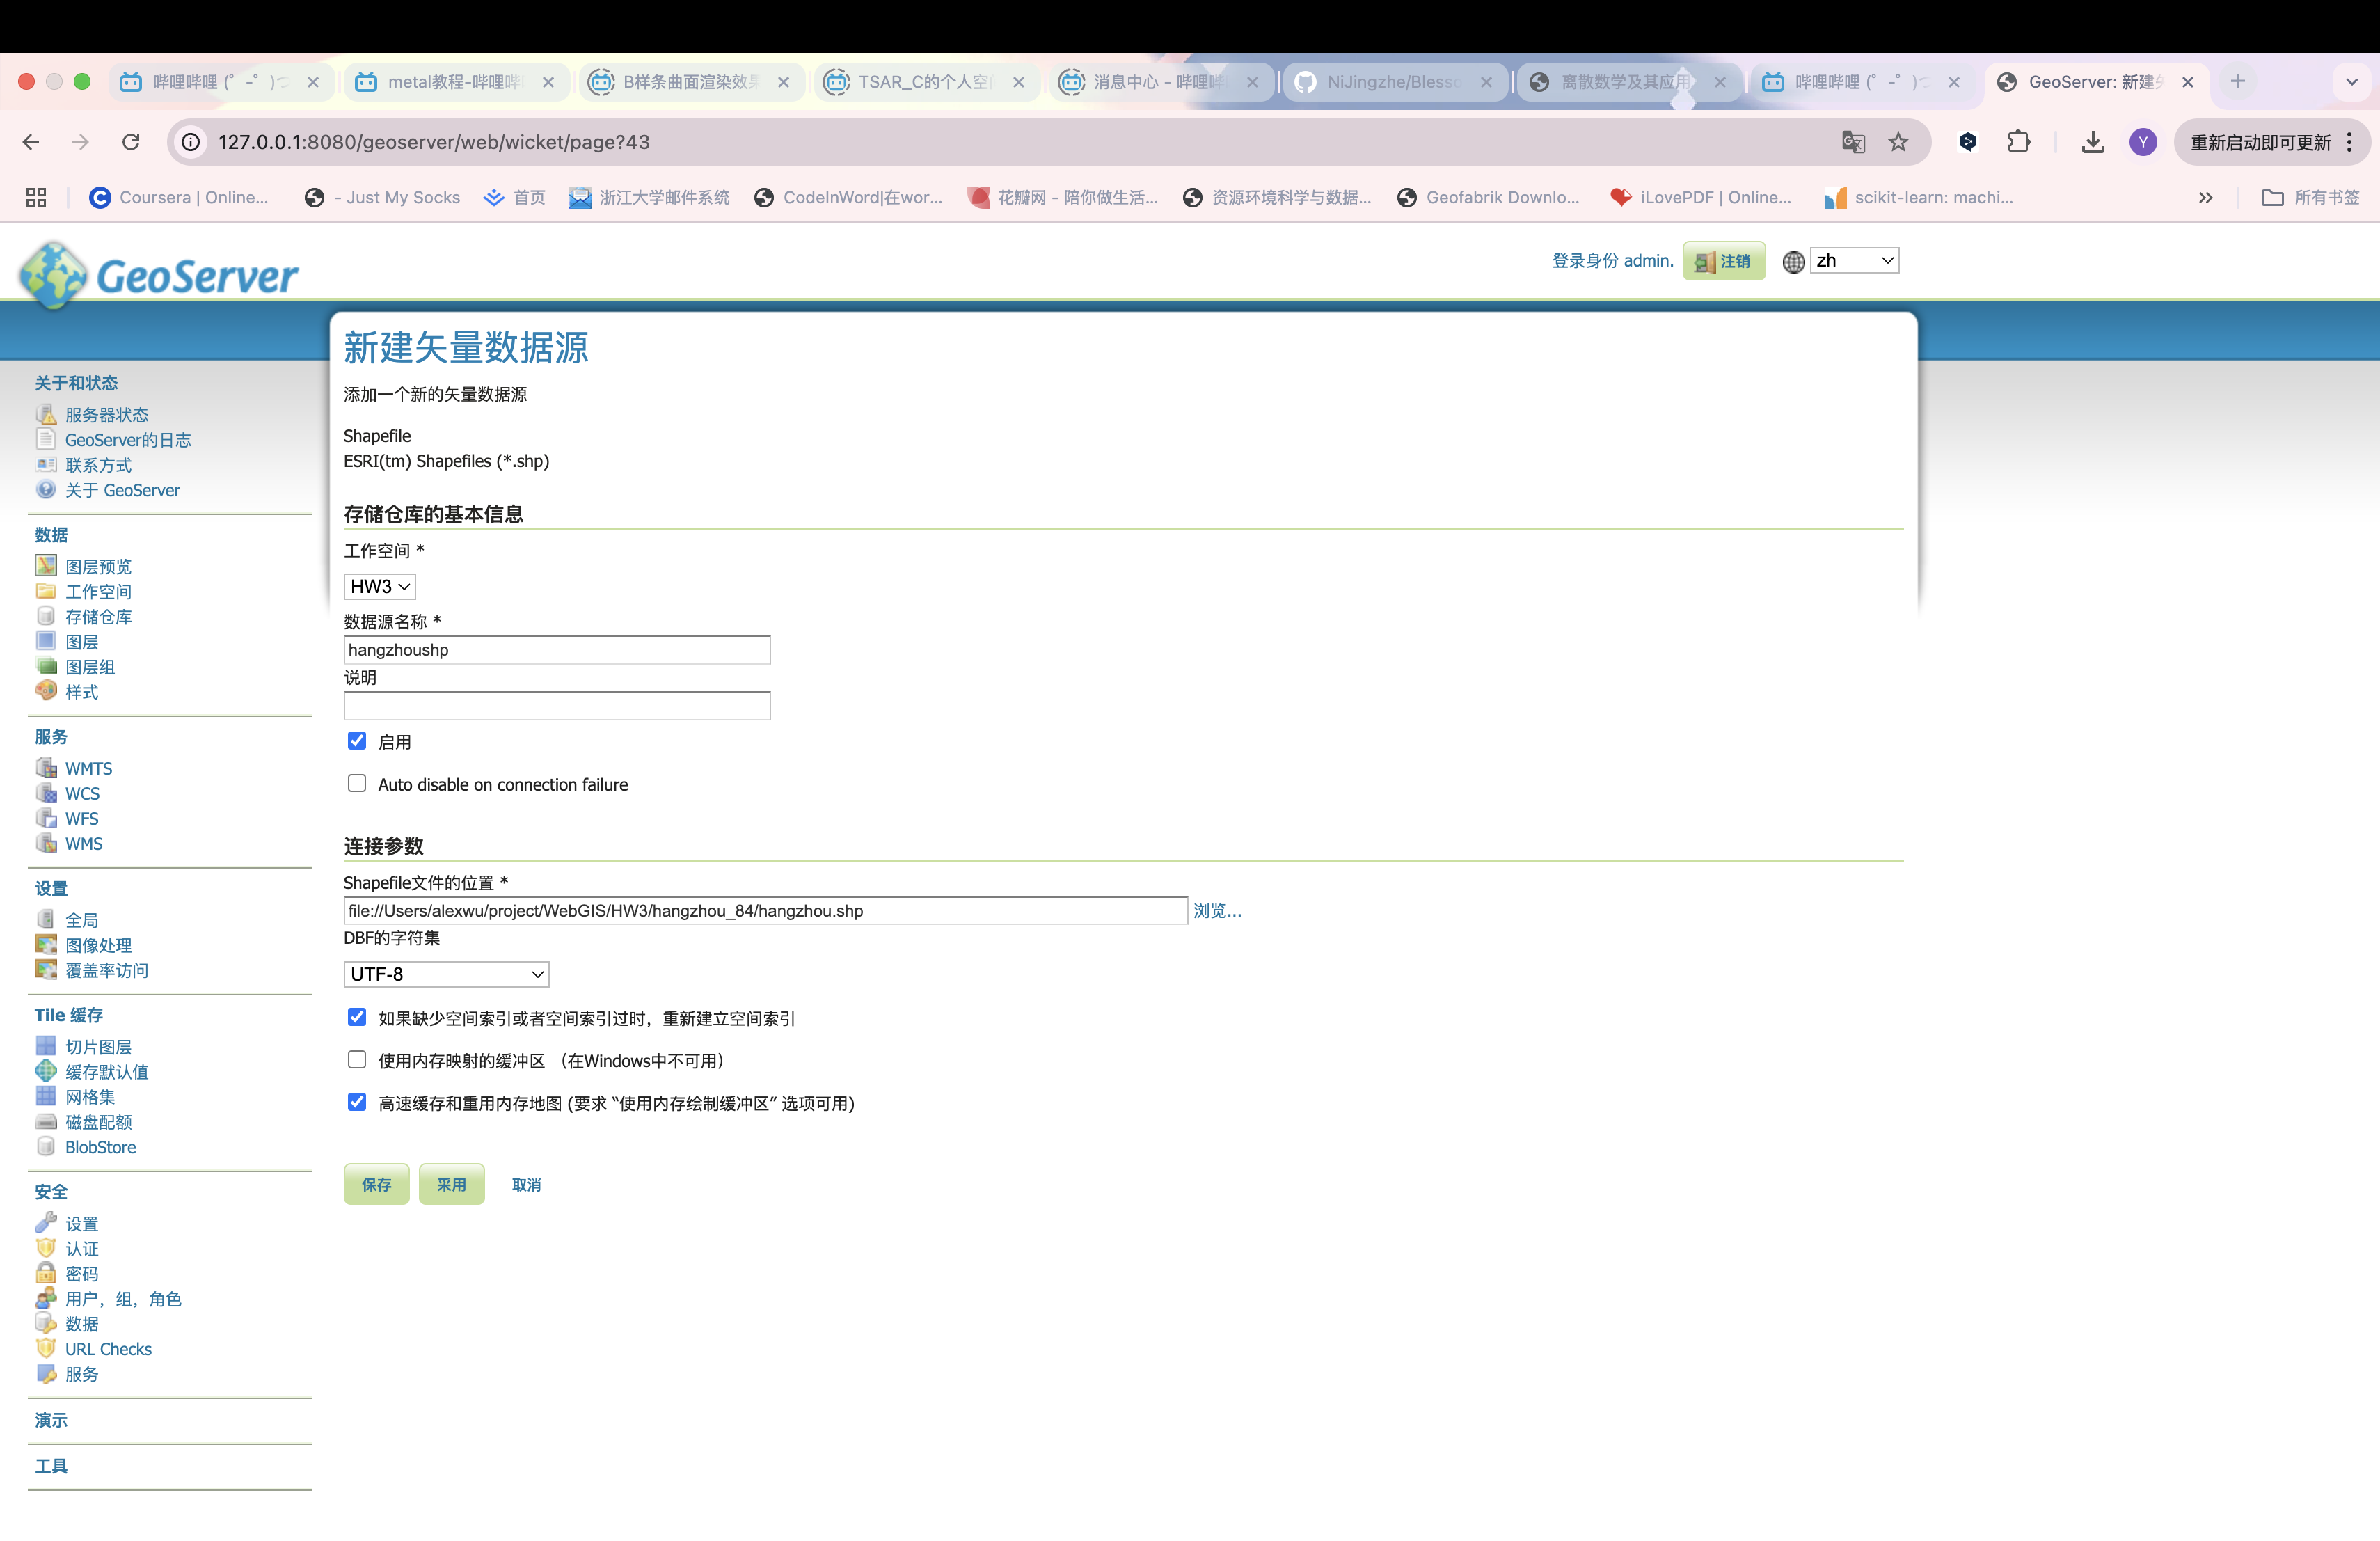 哔哩哔哩 (゜-゜)つ
metal教程-哔哩哔
B样条曲面渲染效果
TSAR_C的个人空间
消息中心 - 哔哩哔
NiJingzhe/Blesso
离散数学及其应用
哔哩哔哩 (゜-゜)つ
GeoServer: 新建矢
127.0.0.1:8080/geoserver/web/wicket/page?43
Y
重新启动即可更新
Coursera | Online...
- Just My Socks
首页
浙江大学邮件系统
CodeInWord|在wor...
花瓣网 - 陪你做生活...
资源环境科学与数据...
Geofabrik Downlo...
iLovePDF | Online...
scikit-learn: machi...
所有书签
GeoServer
登录身份 admin.
注销
zh
关于和状态
服务器状态
GeoServer的日志
联系方式
关于 GeoServer
数据
图层预览
工作空间
存储仓库
图层
图层组
样式
服务
WMTS
WCS
WFS
WMS
设置
全局
图像处理
覆盖率访问
Tile 缓存
切片图层
缓存默认值
网格集
磁盘配额
BlobStore
安全
设置
认证
密码
用户，组，角色
数据
URL Checks
服务
演示
工具
新建矢量数据源
添加一个新的矢量数据源
Shapefile
ESRI(tm) Shapefiles (*.shp)
存储仓库的基本信息
工作空间 *
HW3
数据源名称 *
hangzhoushp
说明
启用
Auto disable on connection failure
连接参数
Shapefile文件的位置 *
file://Users/alexwu/project/WebGIS/HW3/hangzhou_84/hangzhou.shp
浏览...
DBF的字符集
UTF-8
如果缺少空间索引或者空间索引过时，重新建立空间索引
使用内存映射的缓冲区 （在Windows中不可用）
高速缓存和重用内存地图 (要求 “使用内存绘制缓冲区” 选项可用)
保存
采用
取消